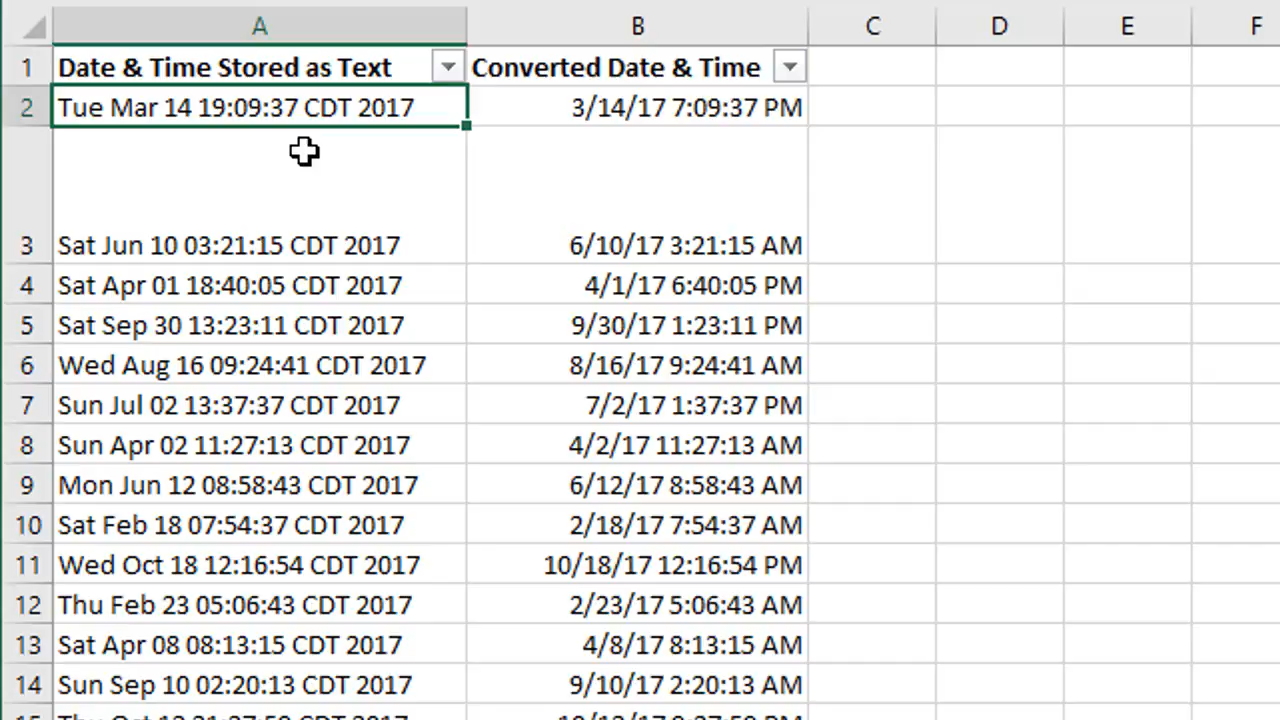 A B C D E F
1 Date & Time Stored as Text Converted Date & Time
2 Tue Mar 14 19:09:37 CDT 2017 3/14/17 7:09:37 PM
3 Sat Jun 10 03:21:15 CDT 2017 6/10/17 3:21:15 AM
4 Sat Apr 01 18:40:05 CDT 2017 4/1/17 6:40:05 PM
5 Sat Sep 30 13:23:11 CDT 2017 9/30/17 1:23:11 PM
6 Wed Aug 16 09:24:41 CDT 2017 8/16/17 9:24:41 AM
7 Sun Jul 02 13:37:37 CDT 2017 7/2/17 1:37:37 PM
8 Sun Apr 02 11:27:13 CDT 2017 4/2/17 11:27:13 AM
9 Mon Jun 12 08:58:43 CDT 2017 6/12/17 8:58:43 AM
10 Sat Feb 18 07:54:37 CDT 2017 2/18/17 7:54:37 AM
11 Wed Oct 18 12:16:54 CDT 2017 10/18/17 12:16:54 PM
12 Thu Feb 23 05:06:43 CDT 2017 2/23/17 5:06:43 AM
13 Sat Apr 08 08:13:15 CDT 2017 4/8/17 8:13:15 AM
14 Sun Sep 10 02:20:13 CDT 2017 9/10/17 2:20:13 AM